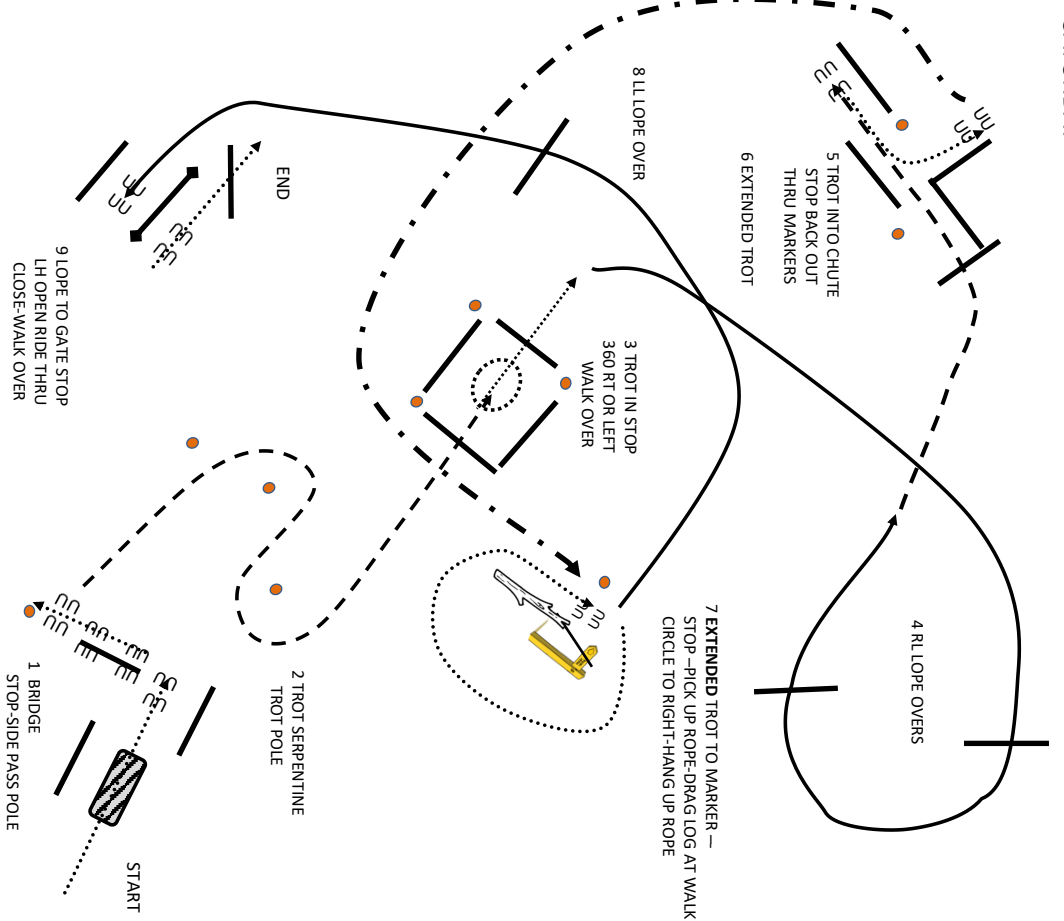 START
1 BRIDGE
STOP-SIDE PASS POLE
2 TROT SERPENTINE
TROT POLE
3 TROT IN STOP
360 RT OR LEFT
WALK OVER
4 RL LOPE OVERS
5 TROT INTO CHUTE
STOP BACK OUT
THRU MARKERS
6 EXTENDED TROT
7 EXTENDED TROT TO MARKER —
STOP –PICK UP ROPE-DRAG LOG AT WALK
CIRCLE TO RIGHT-HANG UP ROPE
8 LL LOPE OVER
9 LOPE TO GATE STOP
LH OPEN RIDE THRU
CLOSE-WALK OVER
END